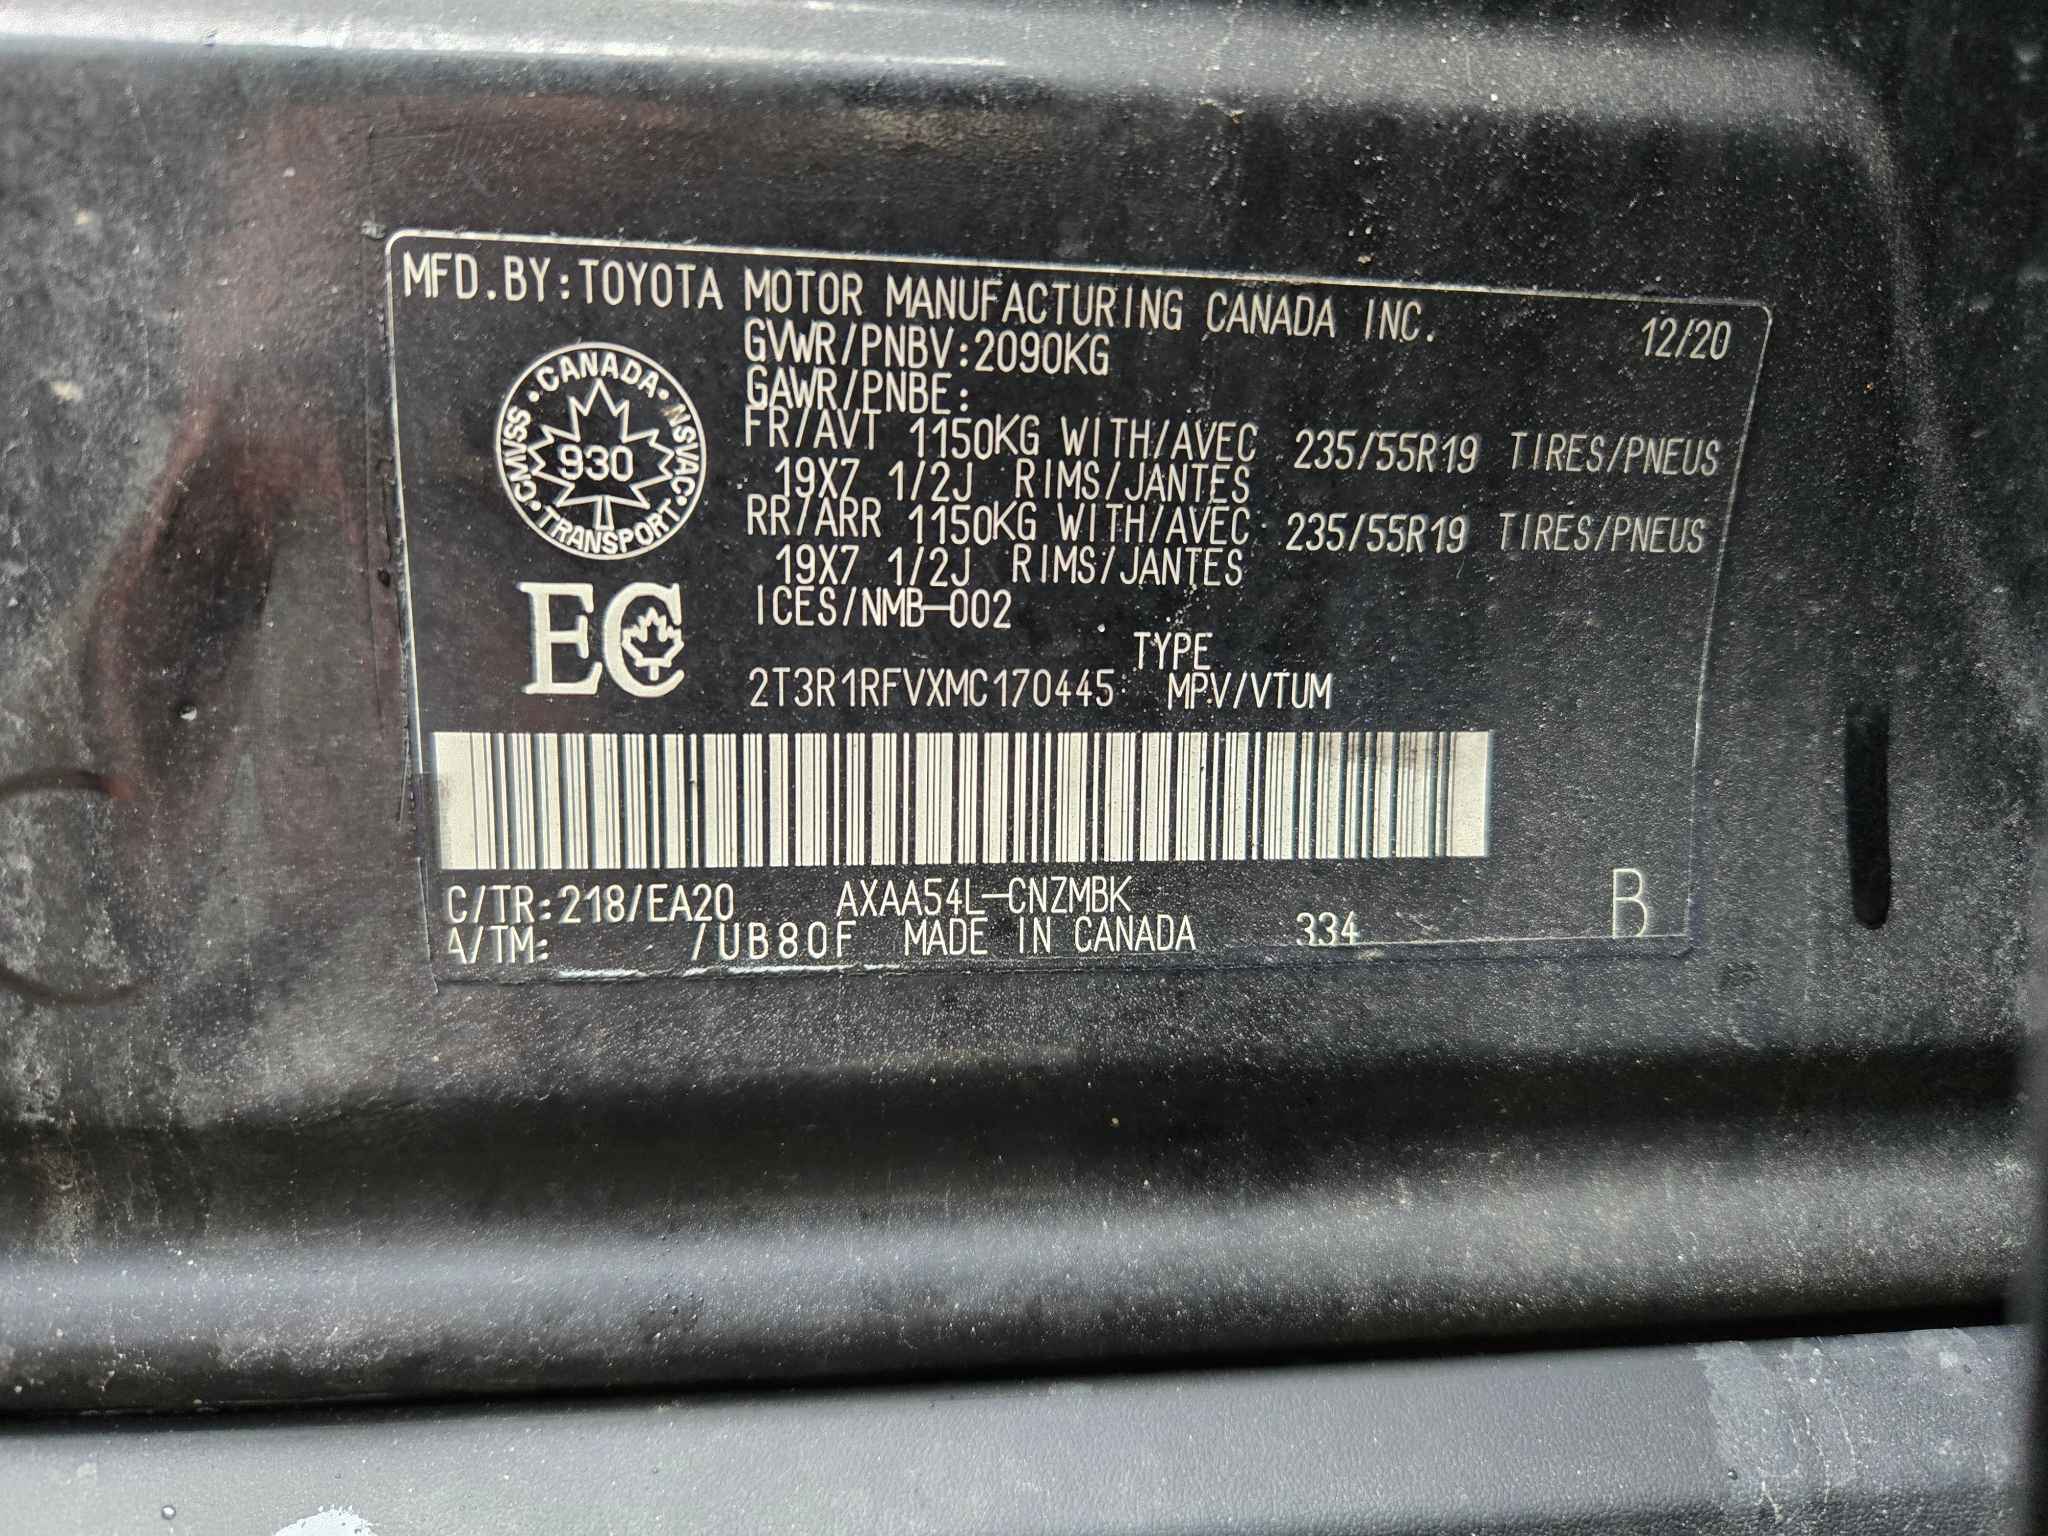 MFD.BY:TOYOTA MOTOR MANUFACTURING CANADA INC.
12/20
GVWR/PNBV:2090KG
GAWR/PNBE:
FR/AVT 1150KG WITH/AVEC 235/55R19 TIRES/PNEUS
19X7 1/2J RIMS/JANTES
RR/ARR 1150KG WITH/AVEC 235/55R19 TIRES/PNEUS
19X7 1/2J RIMS/JANTES
ICES/NMB-002
·CANADA·
NSVAC·
TRANSPORT
·CMVSS
930
EC
TYPE
2T3R1RFVXMC170445 MPV/VTUM
C/TR:218/EA20 AXAA54L-CNZMBK
A/TM: /UB80F MADE IN CANADA 334 B